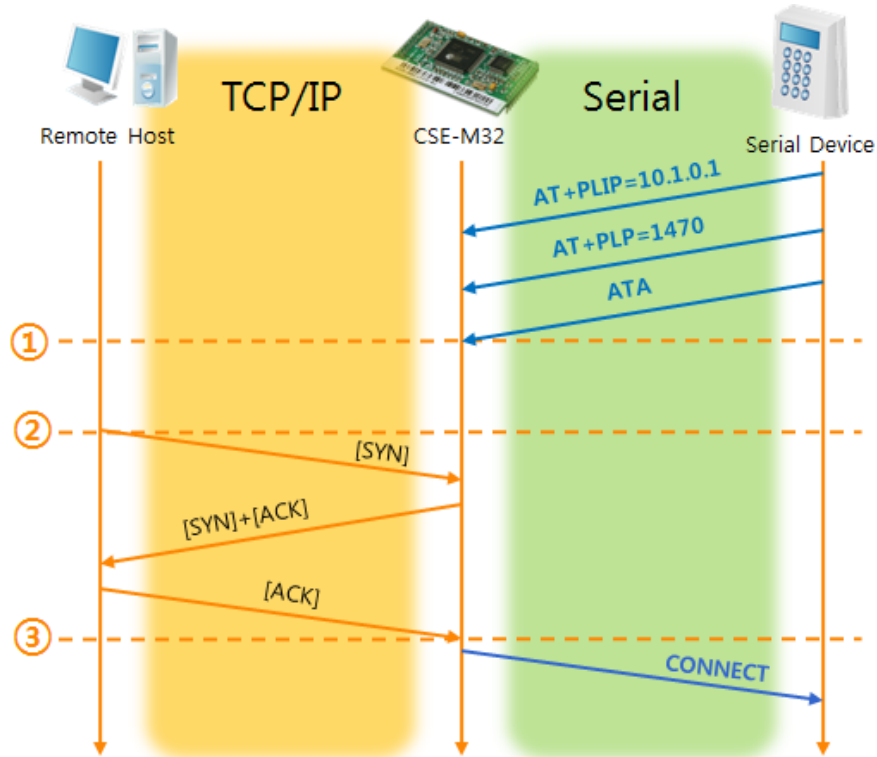 TCP/IP
Serial
Remote Host
CSE-M32
Serial Device
AT+PLIP=10.1.0.1
AT+PLP=1470
ATA
①
②
[SYN]
[SYN]+[ACK]
[ACK]
③
CONNECT